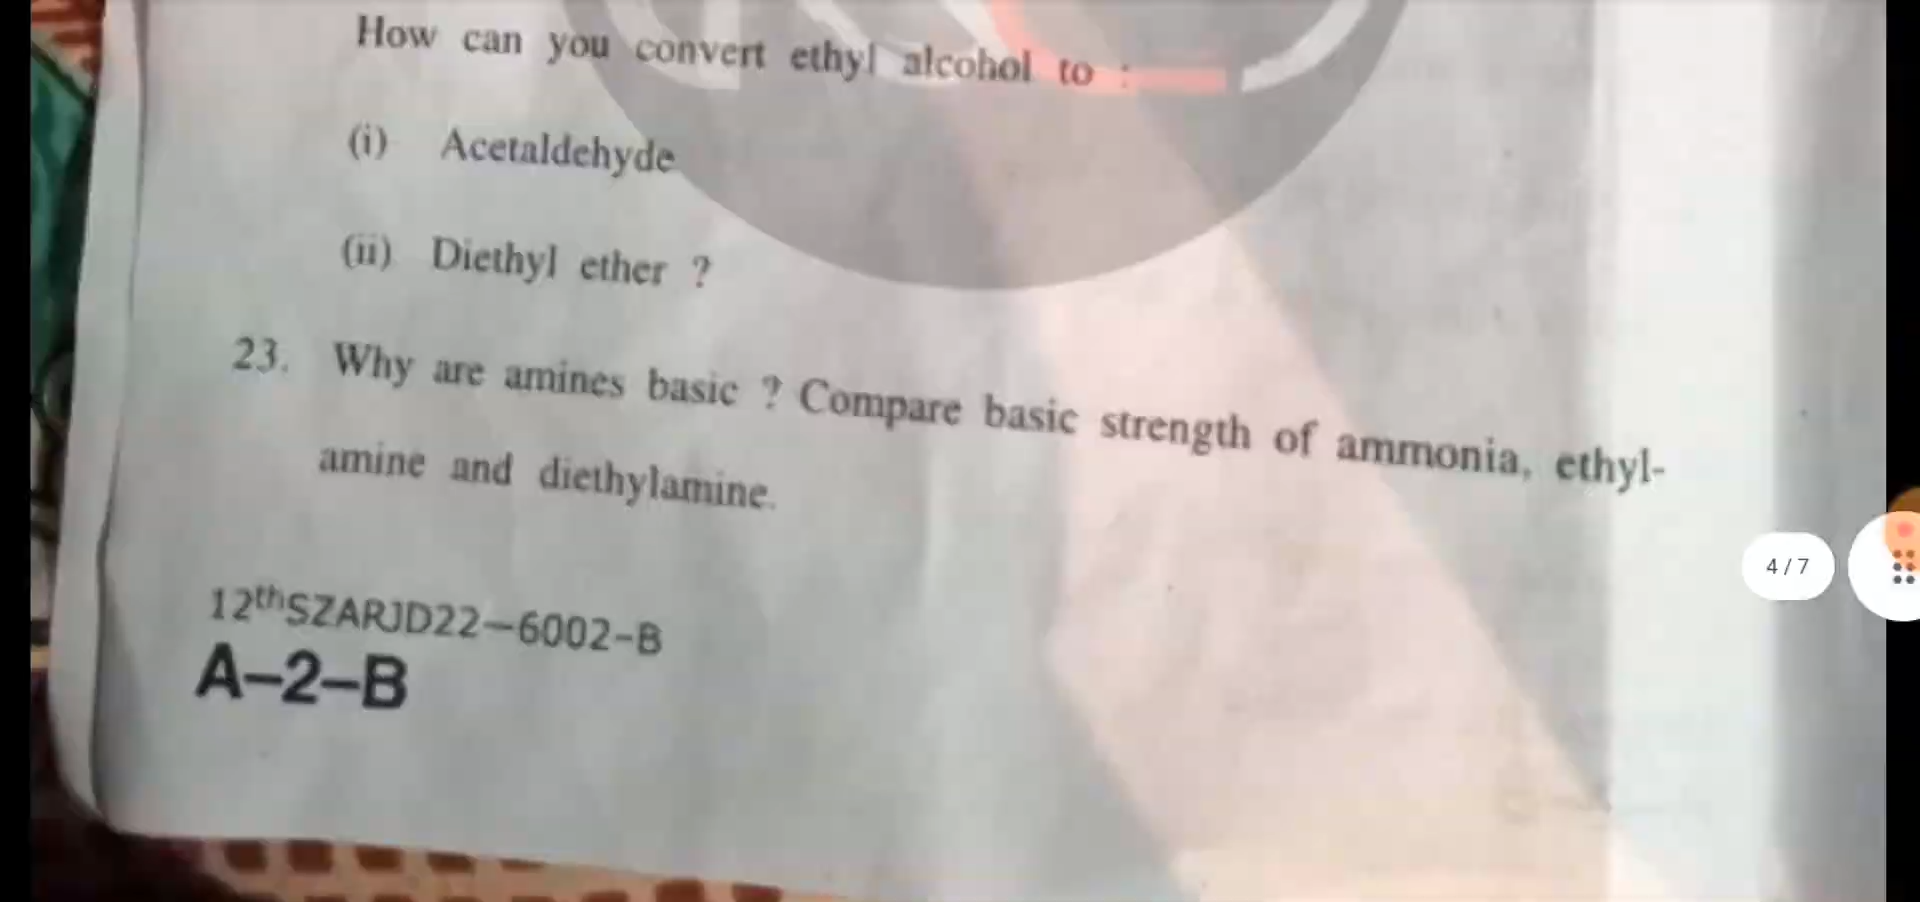 How can you convert ethyl alcohol to :
(i) Acetaldehyde
(ii) Diethyl ether ?
23. Why are amines basic ? Compare basic strength of ammonia, ethyl-
amine and diethylamine.
4 / 7
12thSZARJD22-6002-B
A-2-B